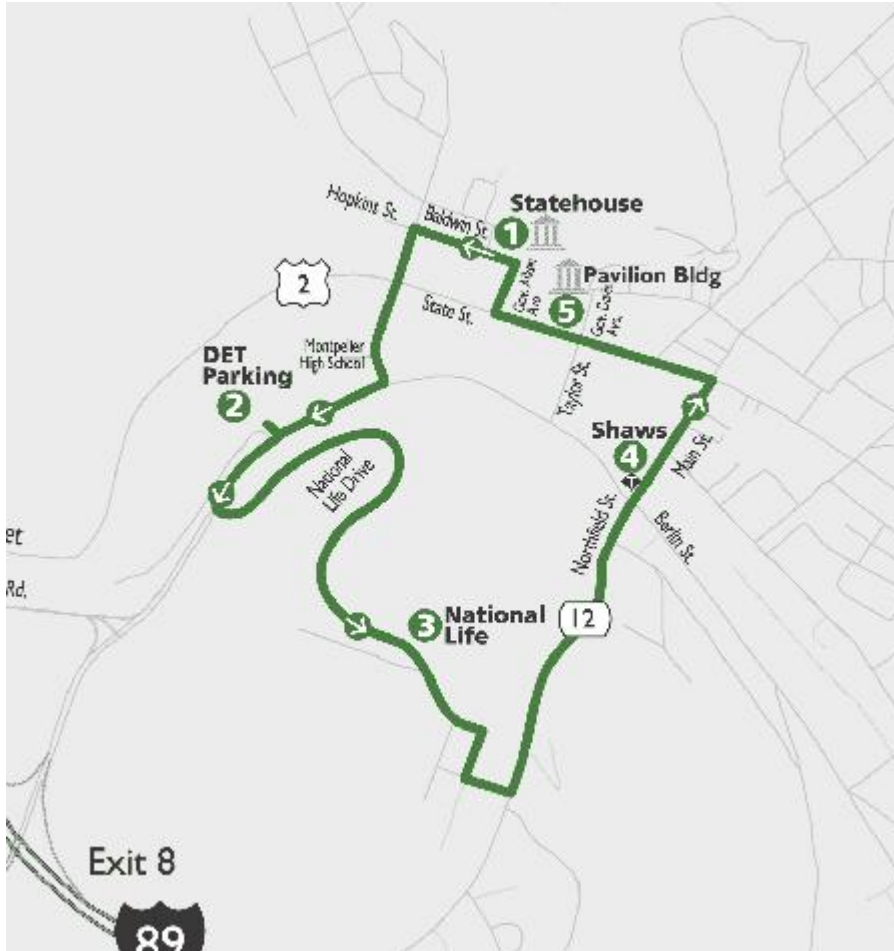 Hopkins St.
Baldwin St.
Statehouse
1
2
State St.
Gov. Aiken
Ave
Pavilion Bldg
5
Gov. Davis
Ave.
Montpelier
High School
DET
Parking
2
Taylor St.
Shaws
4
Main St.
National
Life Drive
Northfield St.
Berlin St.
et
Rd.
3
National
Life
12
Exit 8
89